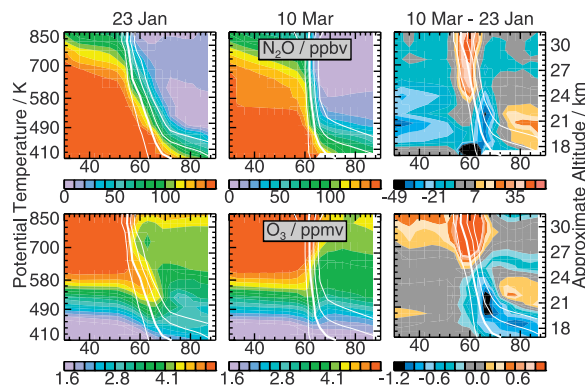 23 Jan 10 Mar 10 Mar - 23 Jan
N₂O / ppbv
850 700 580 490 410
30 27 24 21 18
40 60 80 40 60 80 40 60 80
0 50 100 0 50 100 -49 -21 7 35
Potential Temperature / K
Approximate Altitude / km
O₃ / ppmv
850 700 580 490 410
30 27 24 21 18
40 60 80 40 60 80 40 60 80
1.6 2.8 4.1 1.6 2.8 4.1 -1.2 -0.6 0.0 0.6